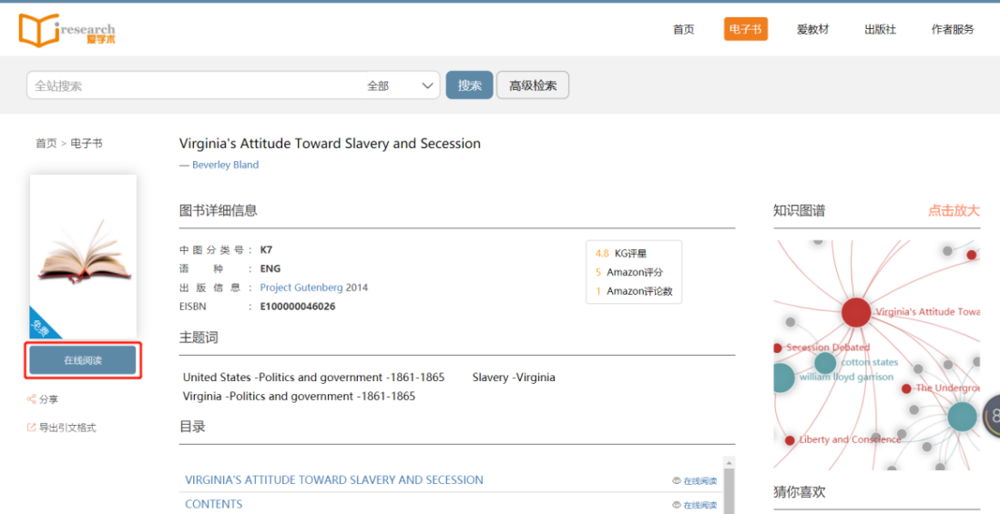 iresearch
爱学术
首页
电子书
爱教材
出版社
作者服务
全站搜索
全部
搜索
高级检索
首页 > 电子书
Virginia's Attitude Toward Slavery and Secession
— Beverley Bland
图书详细信息
中图分类号: K7
语种: ENG
出版信息: Project Gutenberg 2014
EISBN: E100000046026
4.8 KG评星
5 Amazon评分
1 Amazon评论数
免费
在线阅读
分享
导出引文格式
主题词
United States -Politics and government -1861-1865 Slavery -Virginia
Virginia -Politics and government -1861-1865
目录
VIRGINIA'S ATTITUDE TOWARD SLAVERY AND SECESSION 在线阅读
CONTENTS 在线阅读
知识图谱 点击放大
Virginia's Attitude Towa
Secession Debated
cotton states
william lloyd garrison
The Undergrou
Liberty and Conscience
8
猜你喜欢